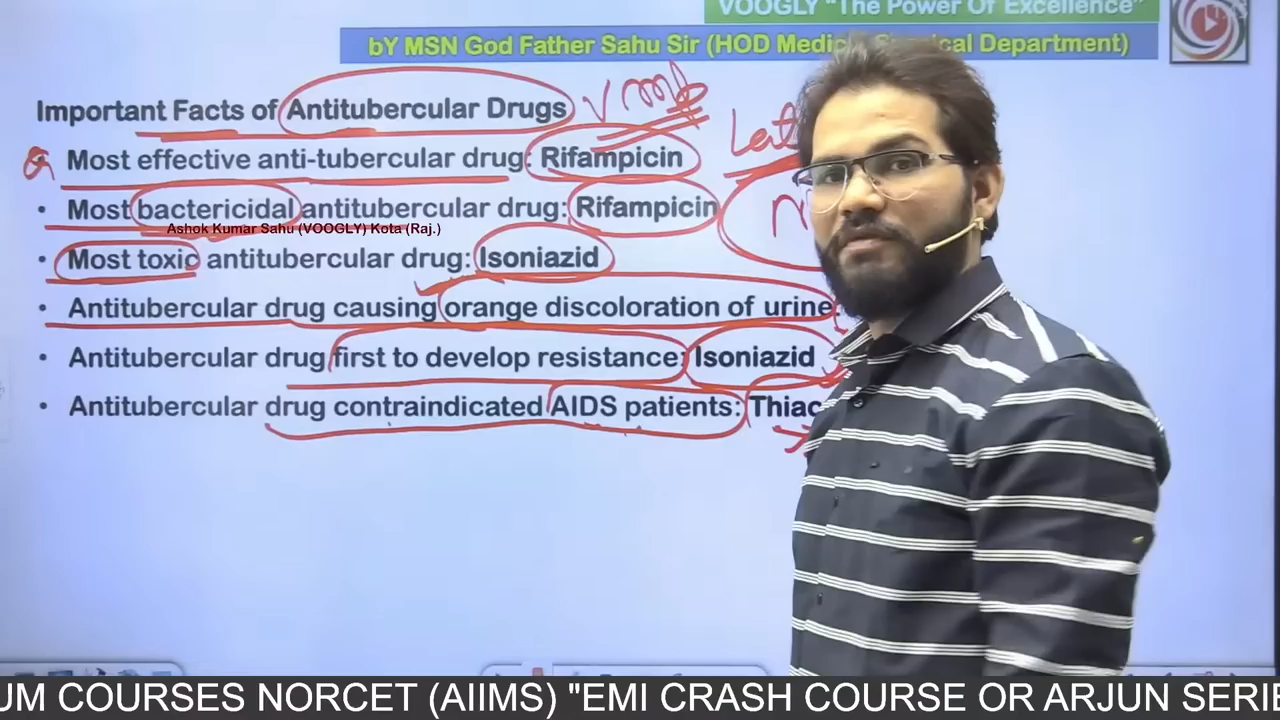 VOOGLY "The Power Of Excellence"
bY MSN God Father Sahu Sir (HOD Medic cal Department)
Important Facts of Antitubercular Drugs
V Imp
Q Most effective anti-tubercular drug: Rifampicin
• Most bactericidal antitubercular drug: Rifampicin
Ashok Kumar Sahu (VOOGLY) Kota (Raj.)
• Most toxic antitubercular drug: Isoniazid
• Antitubercular drug causing orange discoloration of urine:
• Antitubercular drug first to develop resistance: Isoniazid
• Antitubercular drug contraindicated AIDS patients: Thiac
UM COURSES NORCET (AIIMS) "EMI CRASH COURSE OR ARJUN SERIE